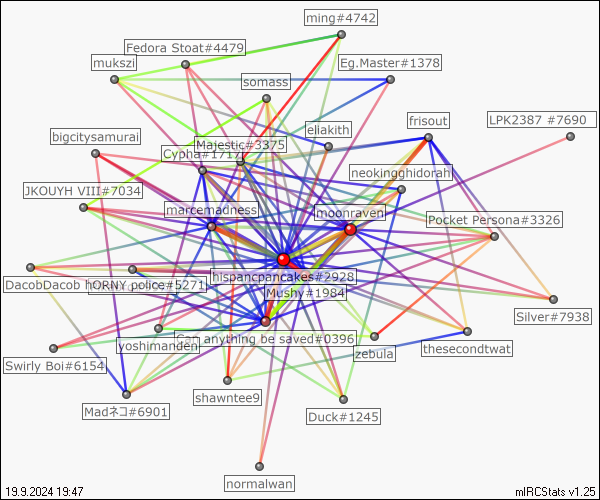 ming#4742
Fedora Stoat#4479
mukszi
Eg.Master#1378
somass
LPK2387 #7690
frisout
eliakith
bigcitysamurai
Majestic#3375
Cypha#1717
neokingghidorah
JKOUYH VIII#7034
marcemadness
moonraven
Pocket Persona#3326
hispancpancakes#2928
DacobDacob
hORNY police#5271
Mushy#1984
Silver#7938
Can anything be saved#0396
yoshimanden
zebula
thesecondtwat
Swirly Boi#6154
shawntee9
Madネコ#6901
Duck#1245
normalwan
19.9.2024 19:47
mIRCStats v1.25